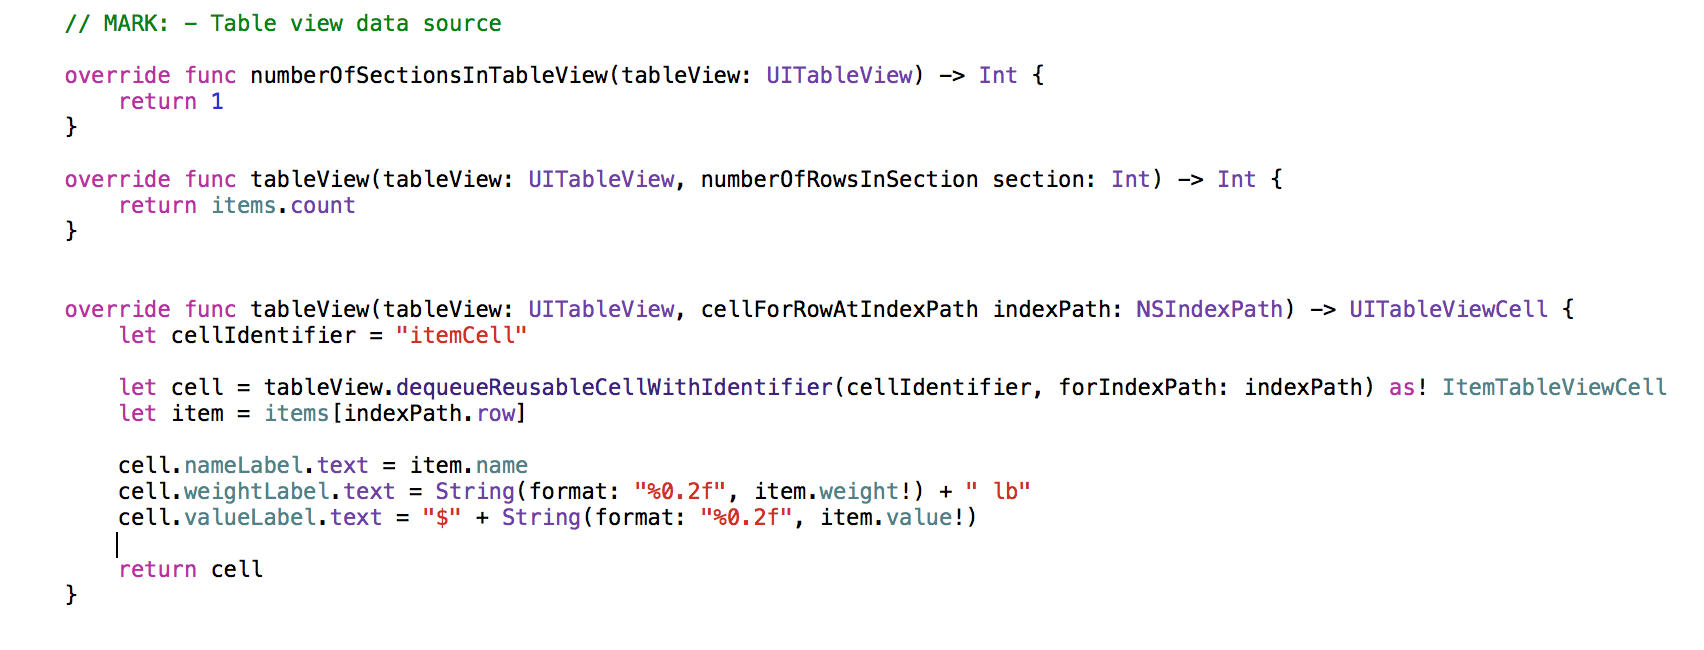 // MARK: - Table view data source
override func numberOfSectionsInTableView(tableView: UITableView) -> Int {
return 1
}
override func tableView(tableView: UITableView, numberOfRowsInSection section: Int) -> Int {
return items.count
}
override func tableView(tableView: UITableView, cellForRowAtIndexPath indexPath: NSIndexPath) -> UITableViewCell {
let cellIdentifier = "itemCell"
let cell = tableView.dequeueReusableCellWithIdentifier(cellIdentifier, forIndexPath: indexPath) as! ItemTableViewCell
let item = items[indexPath.row]
cell.nameLabel.text = item.name
cell.weightLabel.text = String(format: "%0.2f", item.weight!) + " lb"
cell.valueLabel.text = "$" + String(format: "%0.2f", item.value!)
return cell
}